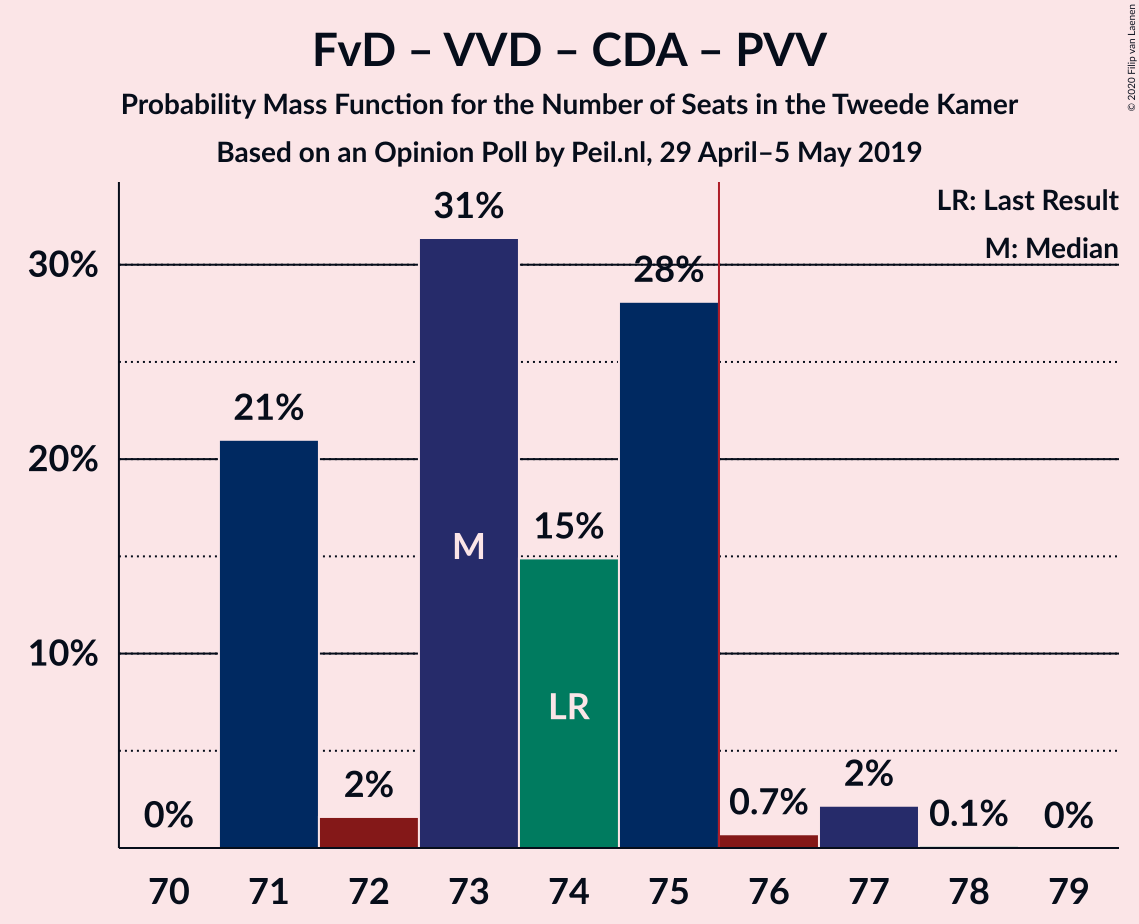 FvD – VVD – CDA – PVV
Probability Mass Function for the Number of Seats in the Tweede Kamer
Based on an Opinion Poll by Peil.nl, 29 April–5 May 2019
© 2020 Filip van Laenen
LR: Last Result
M: Median
30%
20%
10%
0%
21%
2%
31%
15%
28%
0.7%
2%
0.1%
0%
M
LR
70 71 72 73 74 75 76 77 78 79